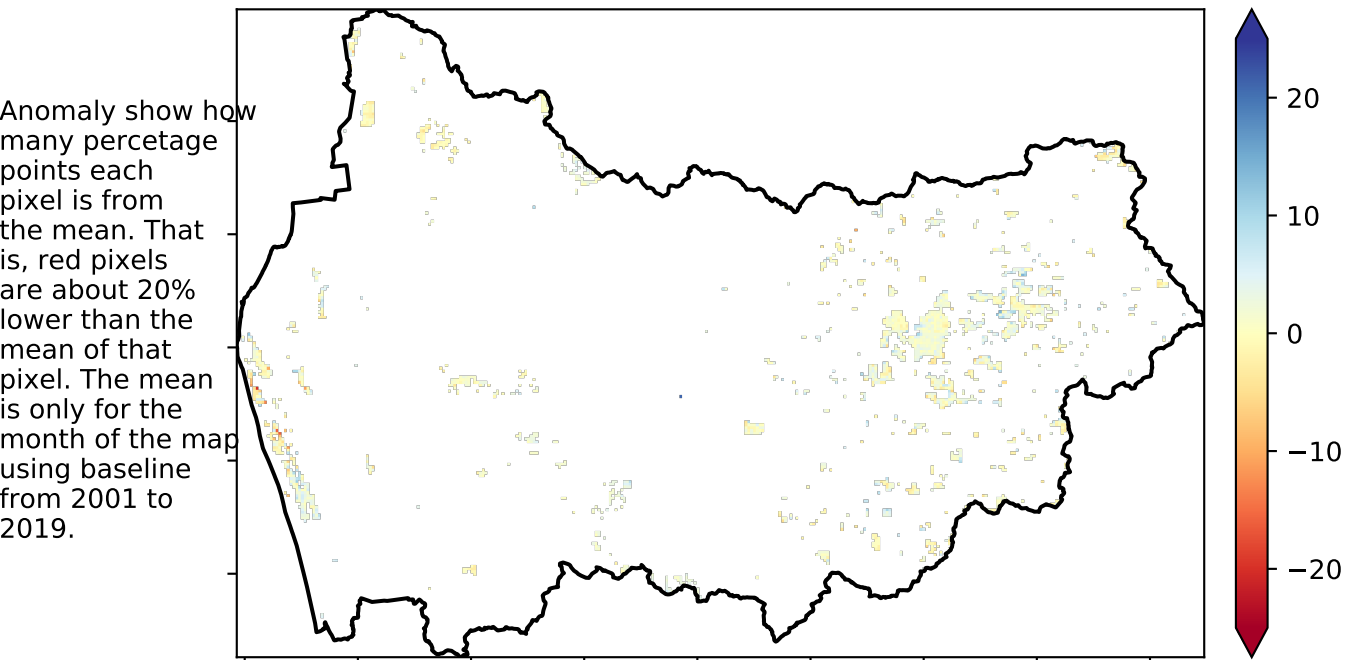 Anomaly show how
many percetage
points each
pixel is from
the mean. That
is, red pixels
are about 20%
lower than the
mean of that
pixel. The mean
is only for the
month of the map
using baseline
from 2001 to
2019.
20
10
0
−10
−20